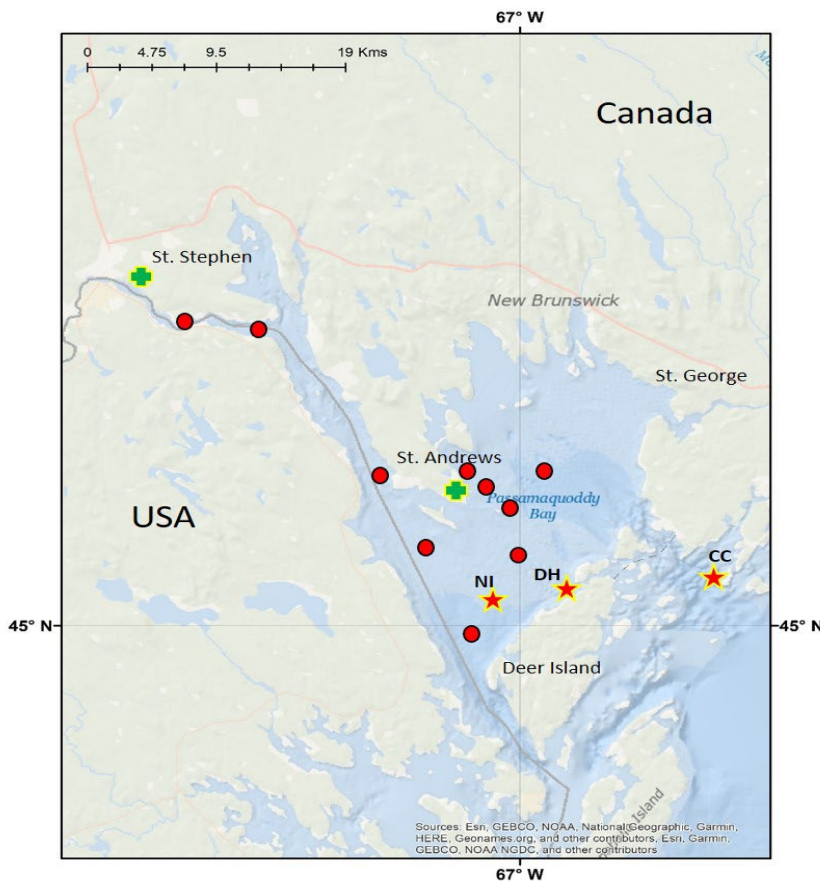 67° W
0 4.75 9.5 19 Kms
Canada
St. Stephen
New Brunswick
St. George
St. Andrews
USA
Passamaquoddy
Bay
NI
DH
CC
45° N
45° N
Deer Island
Island
Sources: Esri, GEBCO, NOAA, National Geographic, Garmin,
HERE, Geonames.org, and other contributors, Esri, Garmin,
GEBCO, NOAA NGDC, and other contributors
67° W